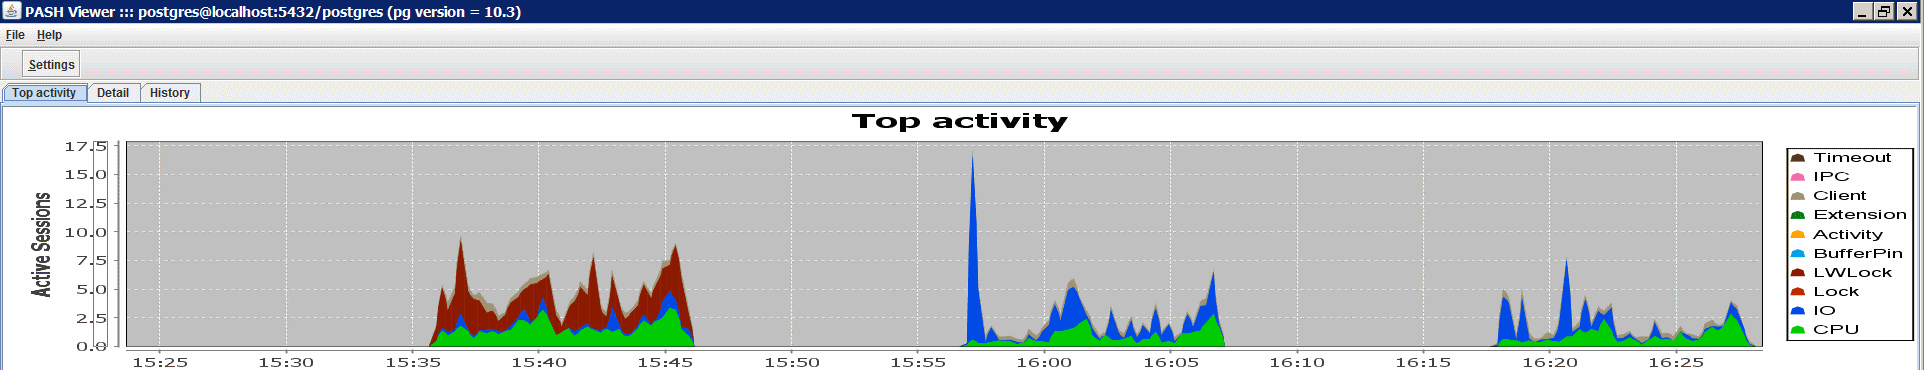 PASH Viewer ::: postgres@localhost:5432/postgres (pg version = 10.3)
File Help
Settings
Top activity Detail History
Top activity
Active Sessions
17.5
15.0
12.5
10.0
7.5
5.0
2.5
0.0
15:25 15:30 15:35 15:40 15:45 15:50 15:55 16:00 16:05 16:10 16:15 16:20 16:25
Timeout
IPC
Client
Extension
Activity
BufferPin
LWLock
Lock
IO
CPU